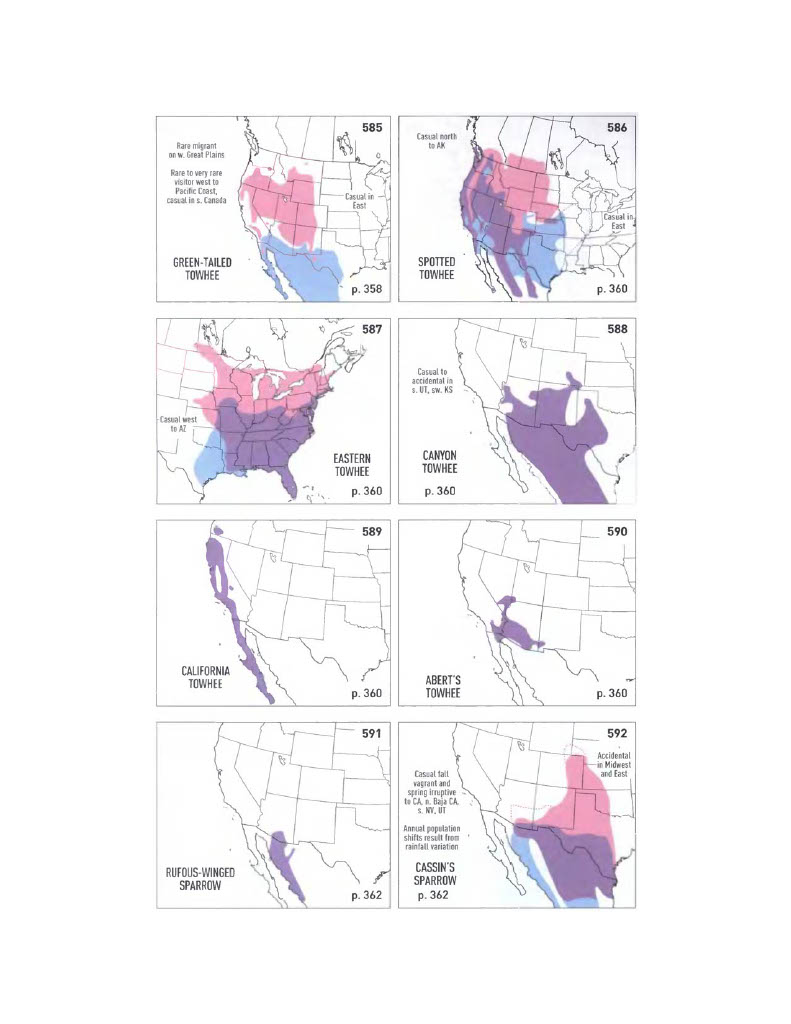 585
Rare migrant
on w. Great Plains
Rare to very rare
visitor west to
Pacific Coast,
casual in s. Canada
Casual in
East
GREEN-TAILED
TOWHEE
p. 358
586
Casual north
to AK
Casual in
East
SPOTTED
TOWHEE
p. 360
587
Casual west
to AZ
EASTERN
TOWHEE
p. 360
588
Casual to
accidental in
s. UT, sw. KS
CANYON
TOWHEE
p. 360
589
CALIFORNIA
TOWHEE
p. 360
590
ABERT'S
TOWHEE
p. 360
591
RUFOUS-WINGED
SPARROW
p. 362
592
Accidental
in Midwest
and East
Casual fall
vagrant and
spring irruptive
to CA, n. Baja CA,
s. NV, UT
Annual population
shifts result from
rainfall variation
CASSIN'S
SPARROW
p. 362